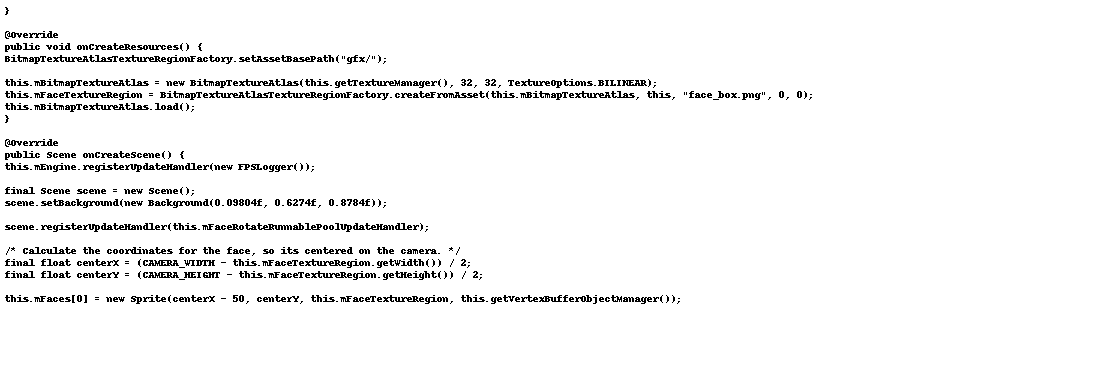 }
@Override
public void onCreateResources() {
BitmapTextureAtlasTextureRegionFactory.setAssetBasePath("gfx/");
this.mBitmapTextureAtlas = new BitmapTextureAtlas(this.getTextureManager(), 32, 32, TextureOptions.BILINEAR);
this.mFaceTextureRegion = BitmapTextureAtlasTextureRegionFactory.createFromAsset(this.mBitmapTextureAtlas, this, "face_box.png", 0, 0);
this.mBitmapTextureAtlas.load();
}
@Override
public Scene onCreateScene() {
this.mEngine.registerUpdateHandler(new FPSLogger());
final Scene scene = new Scene();
scene.setBackground(new Background(0.09804f, 0.6274f, 0.8784f));
scene.registerUpdateHandler(this.mFaceRotateRunnablePoolUpdateHandler);
/* Calculate the coordinates for the face, so its centered on the camera. */
final float centerX = (CAMERA_WIDTH - this.mFaceTextureRegion.getWidth()) / 2;
final float centerY = (CAMERA_HEIGHT - this.mFaceTextureRegion.getHeight()) / 2;
this.mFaces[0] = new Sprite(centerX - 50, centerY, this.mFaceTextureRegion, this.getVertexBufferObjectManager());